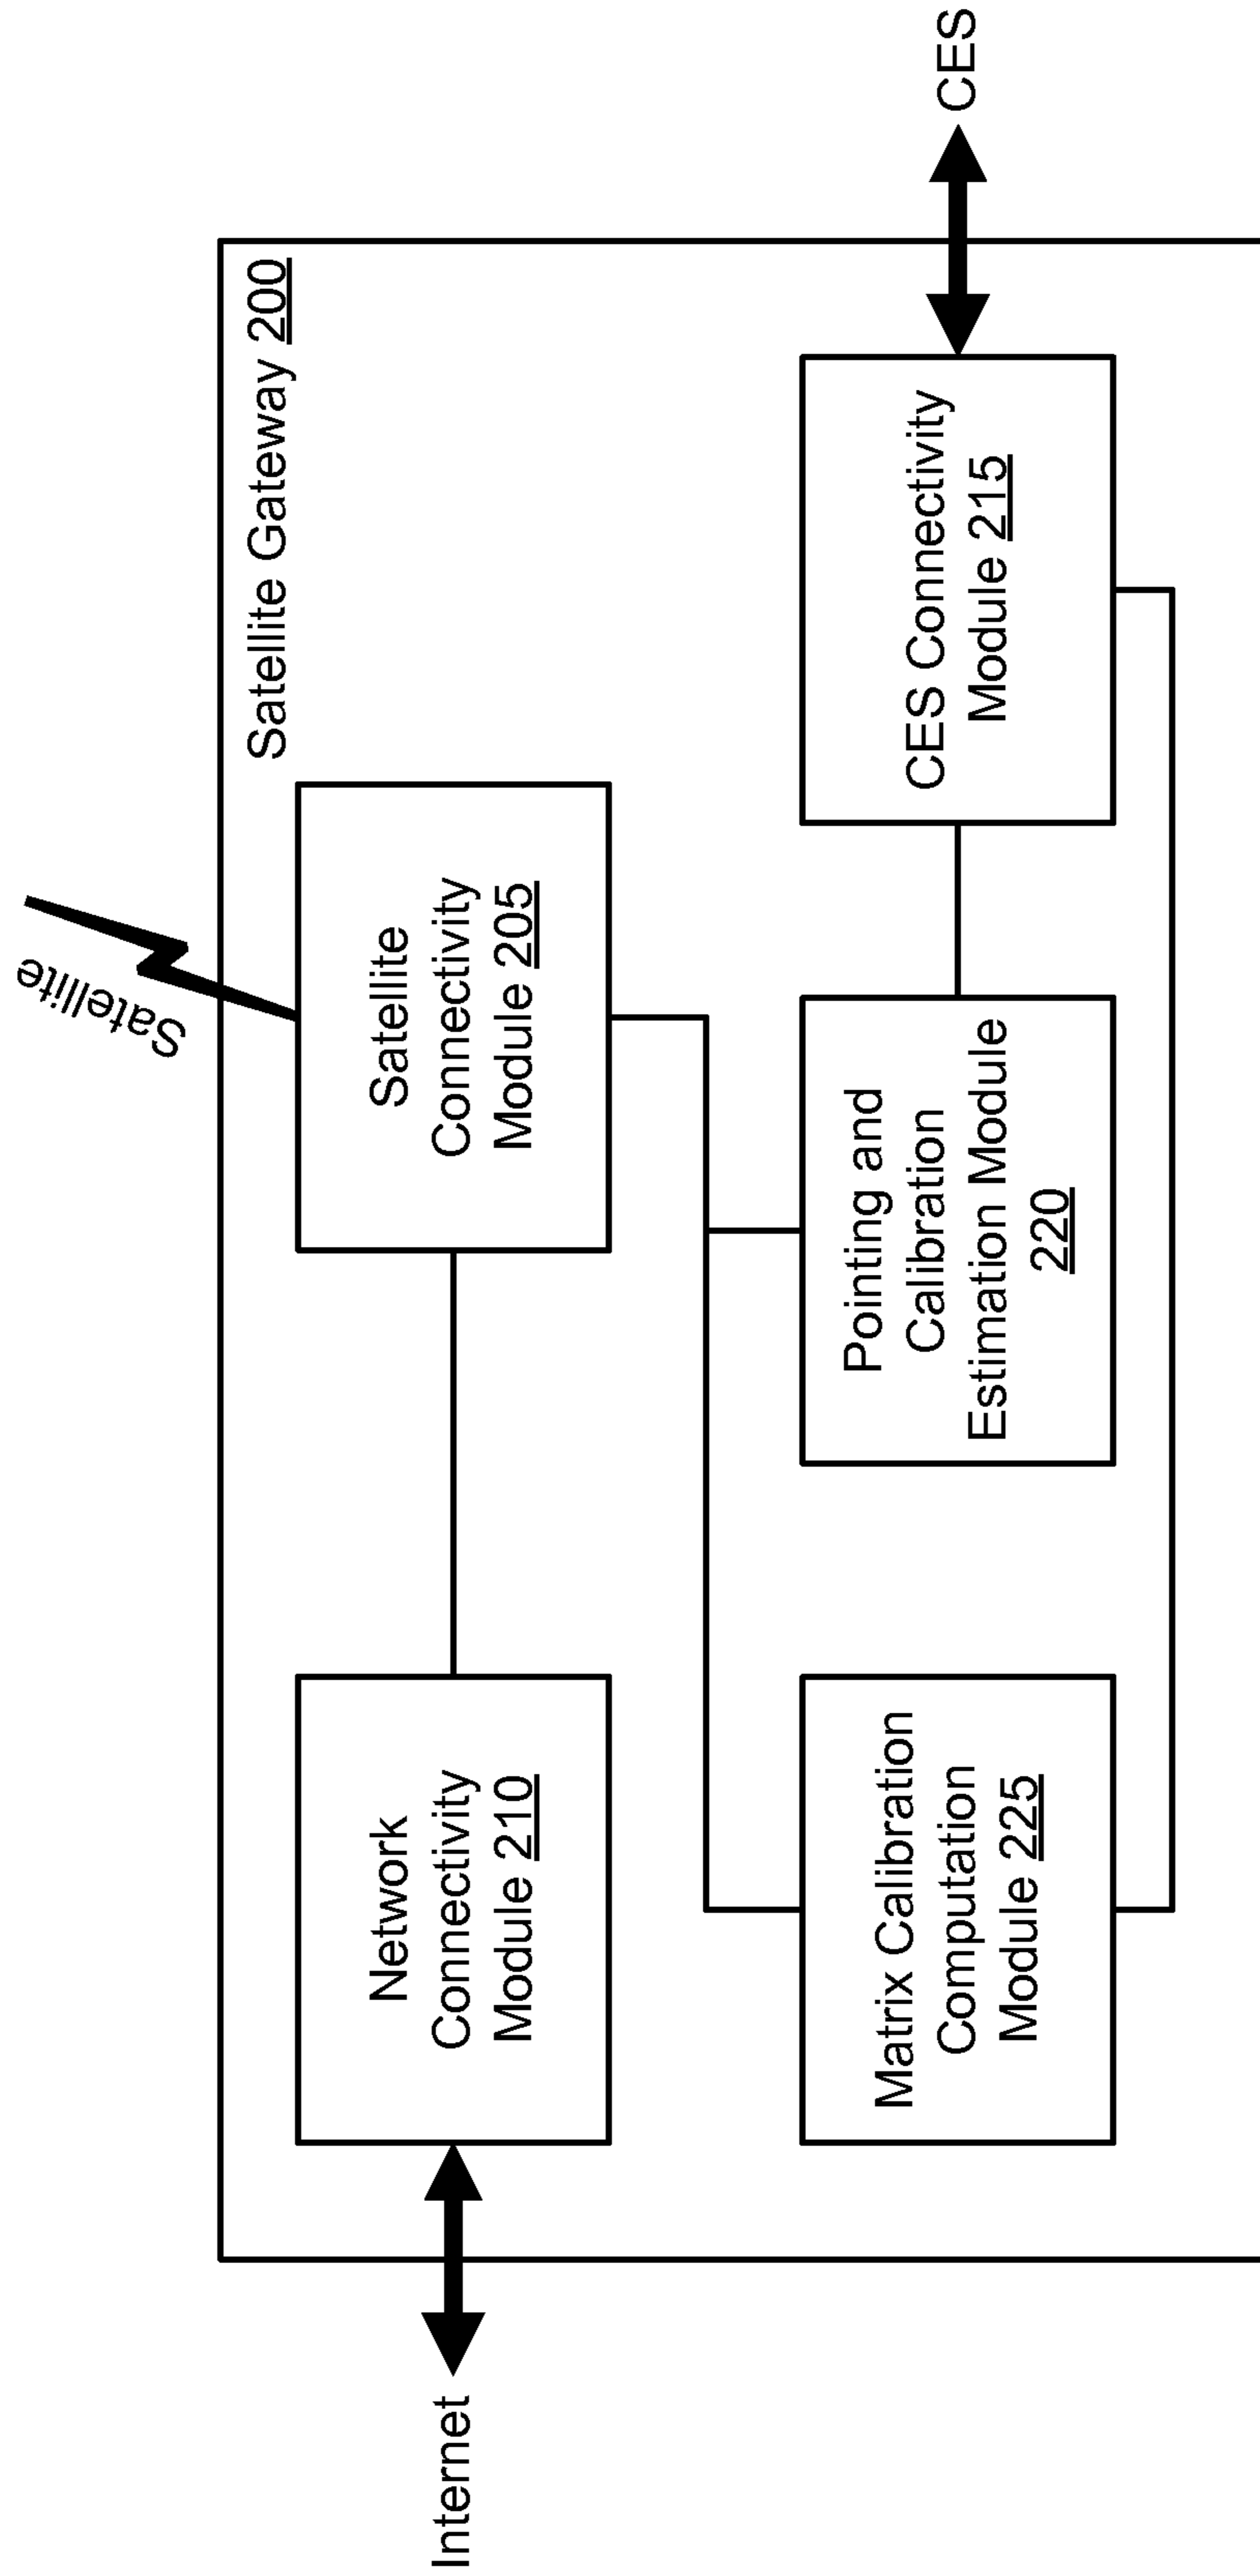 Satellite
Satellite Gateway 200
Internet
Network
Connectivity
Module 210
Satellite
Connectivity
Module 205
Matrix Calibration
Computation
Module 225
Pointing and
Calibration
Estimation Module
220
CES Connectivity
Module 215
CES